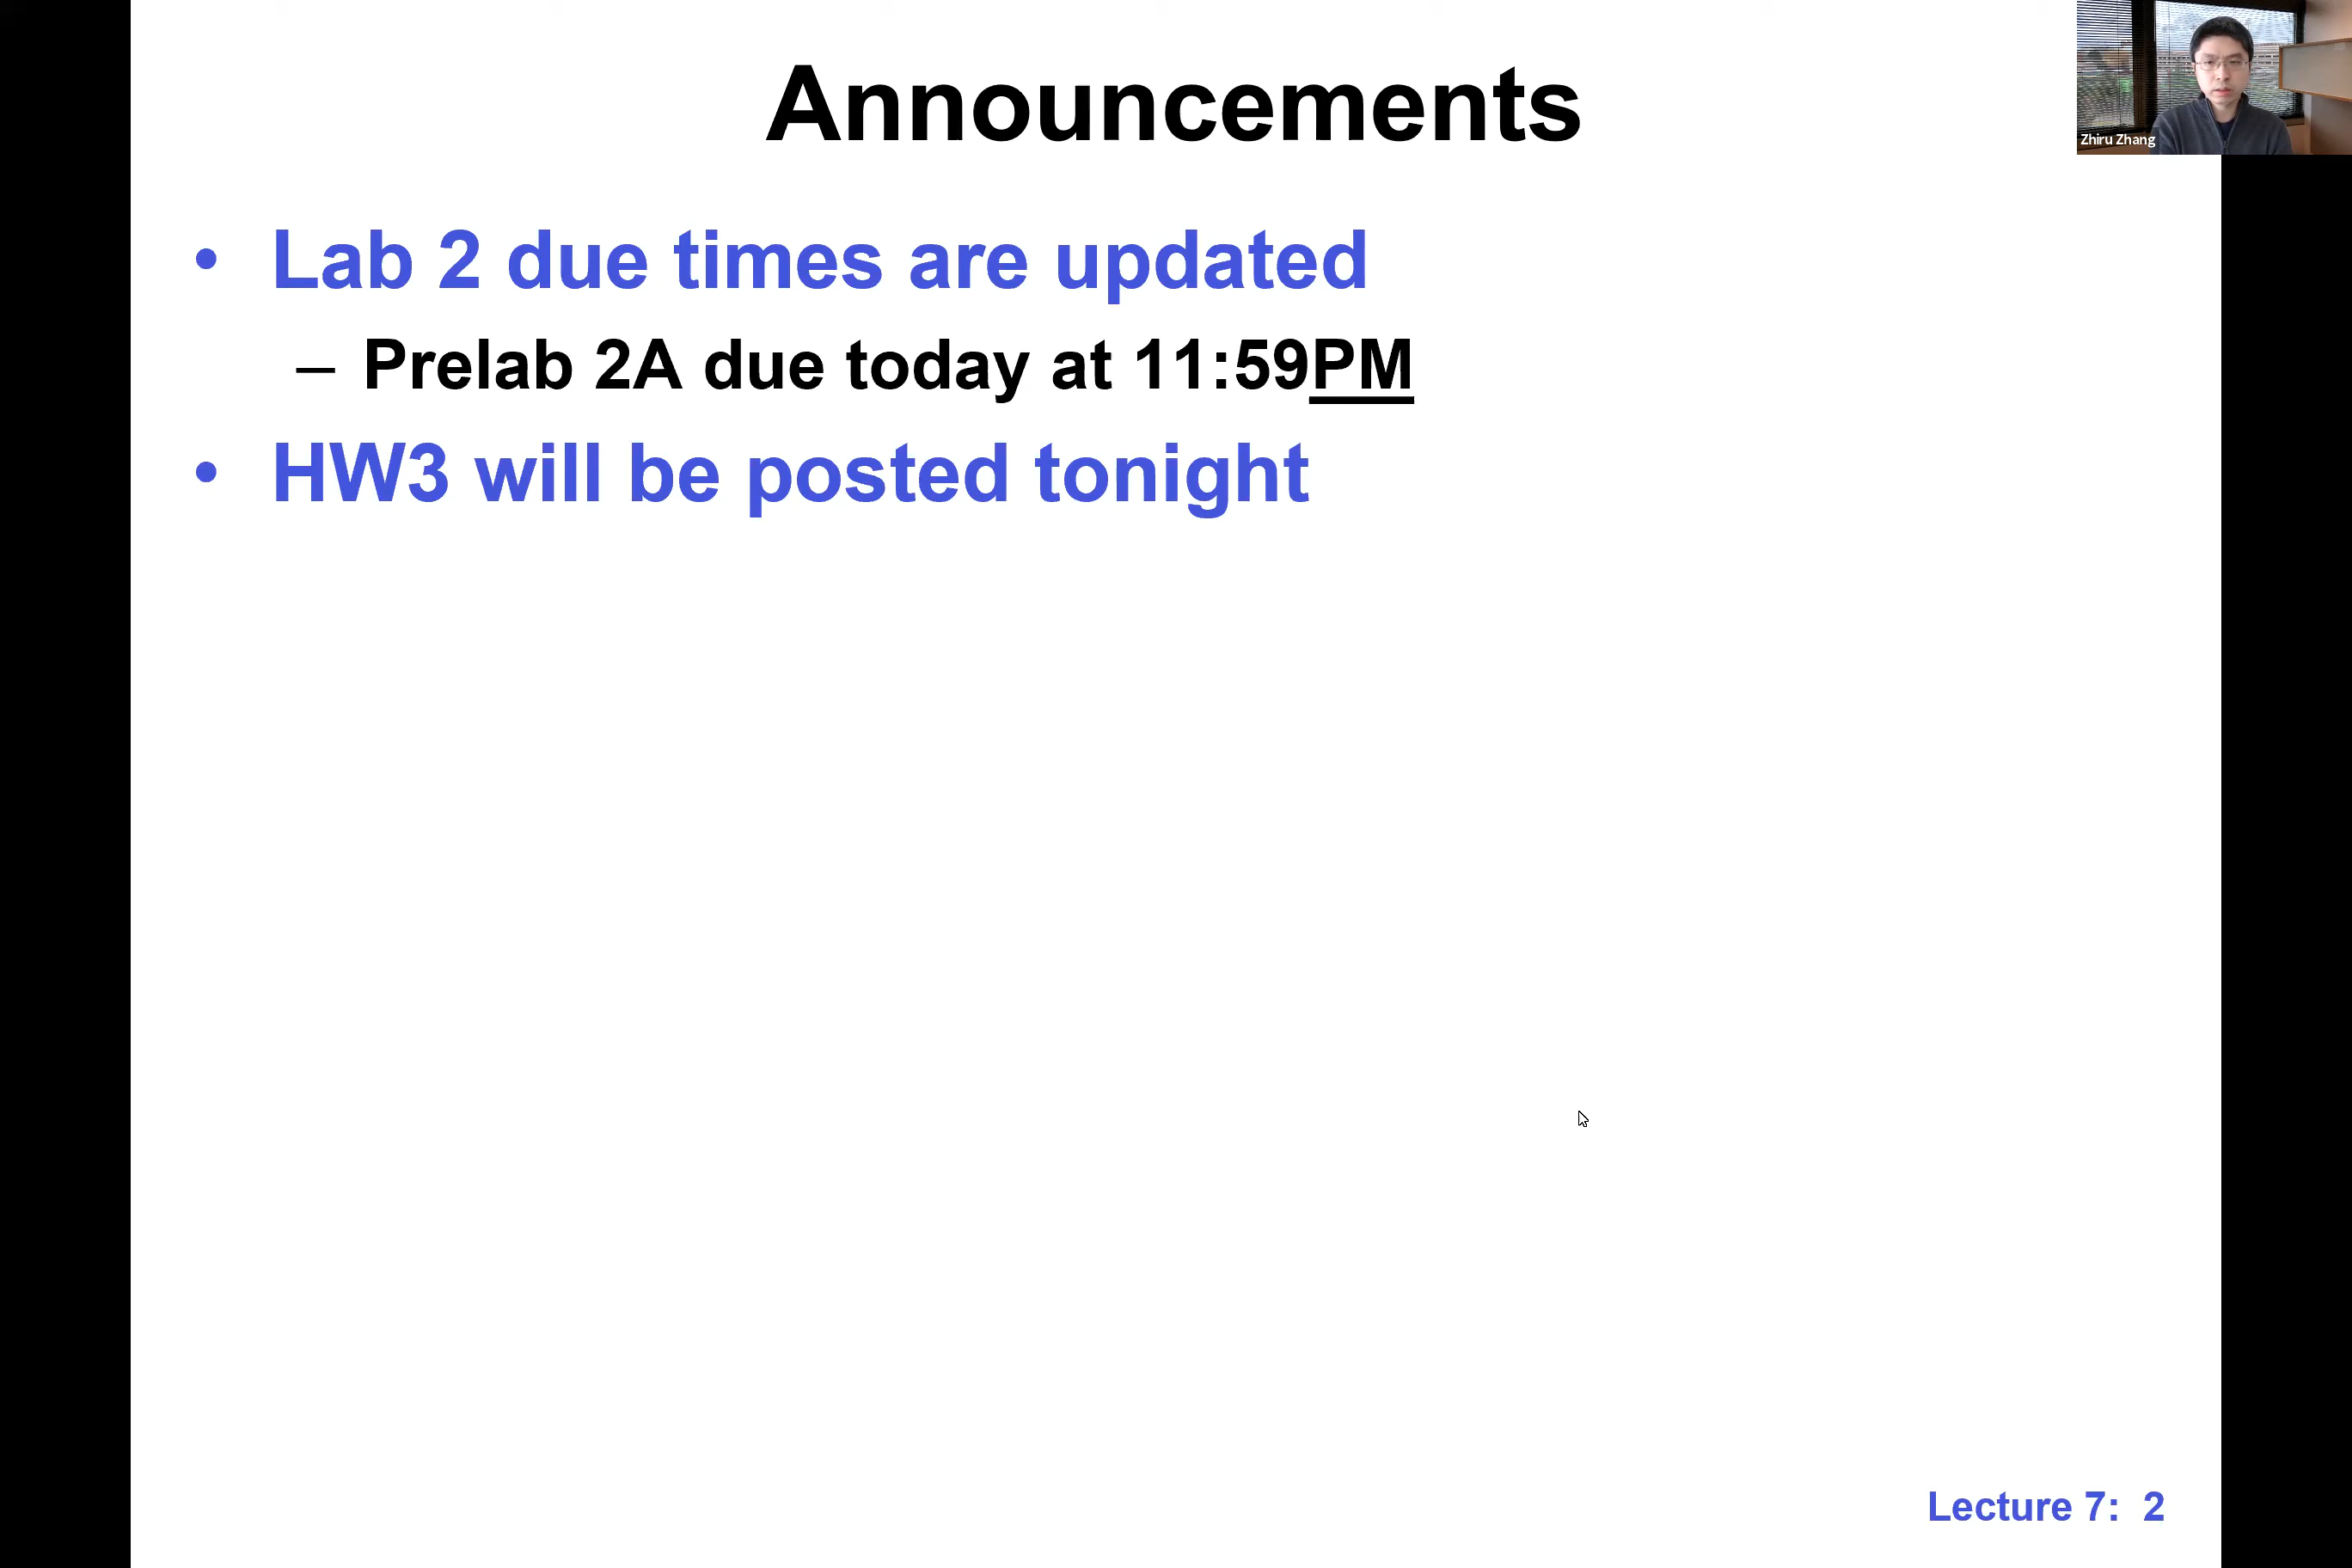 Announcements
Zhiru Zhang
• Lab 2 due times are updated
– Prelab 2A due today at 11:59PM
• HW3 will be posted tonight
Lecture 7: 2